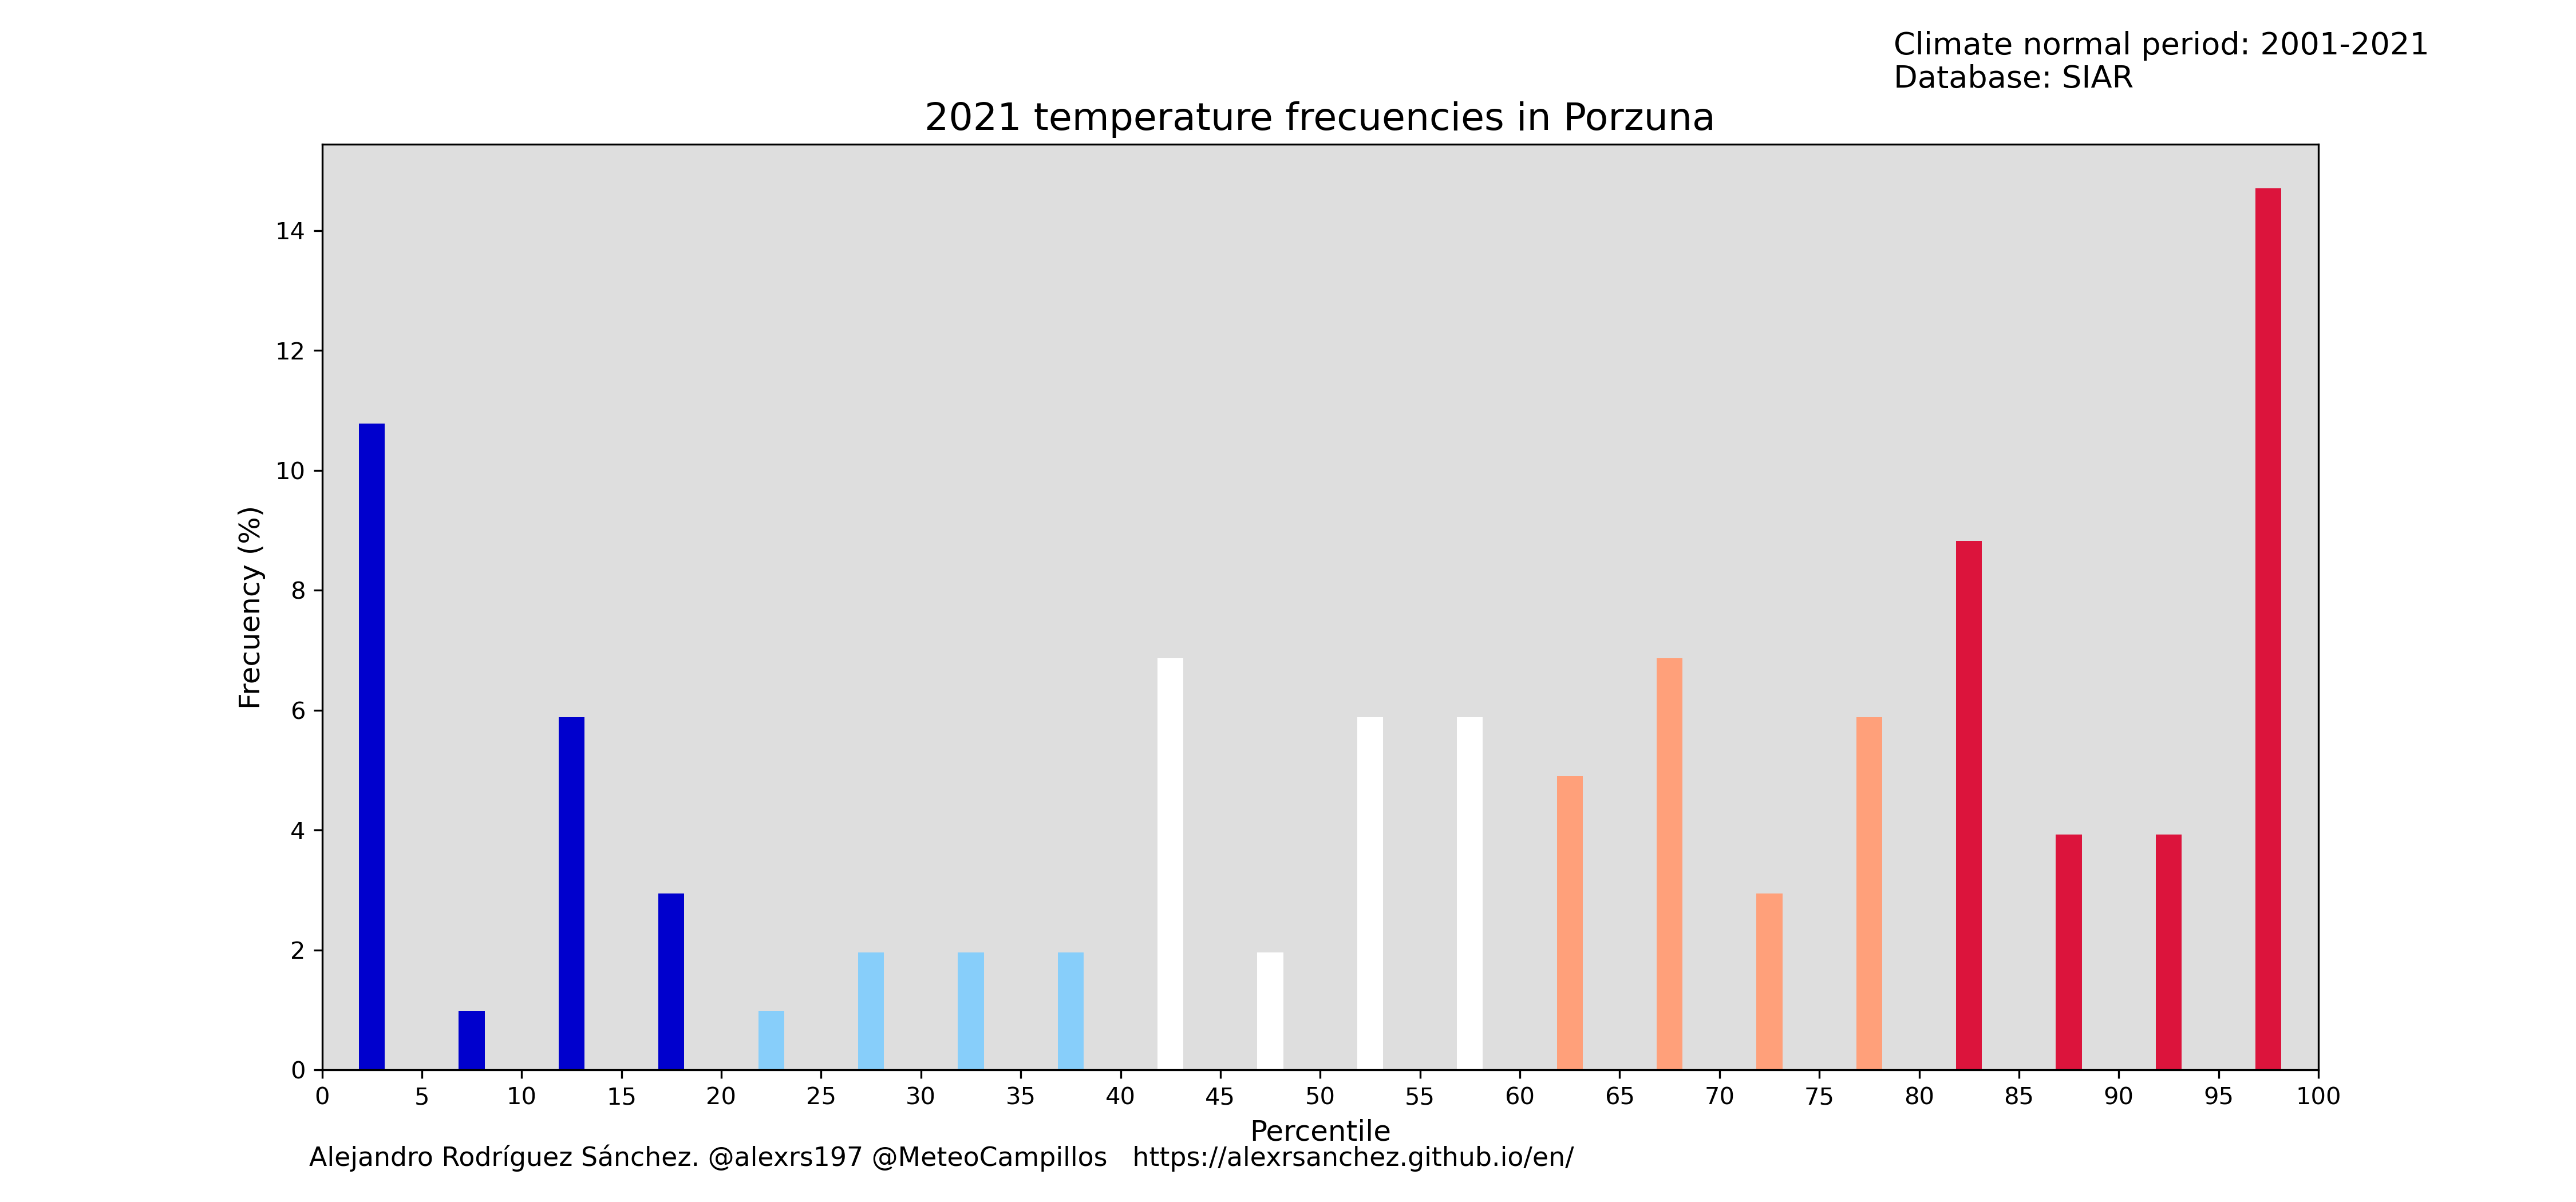 Climate normal period: 2001-2021
Database: SIAR
2021 temperature frecuencies in Porzuna
14
12
10
8
6
4
2
0
Frecuency (%)
0 5 10 15 20 25 30 35 40 45 50 55 60 65 70 75 80 85 90 95 100
Percentile
Alejandro Rodríguez Sánchez. @alexrs197 @MeteoCampillos https://alexrsanchez.github.io/en/